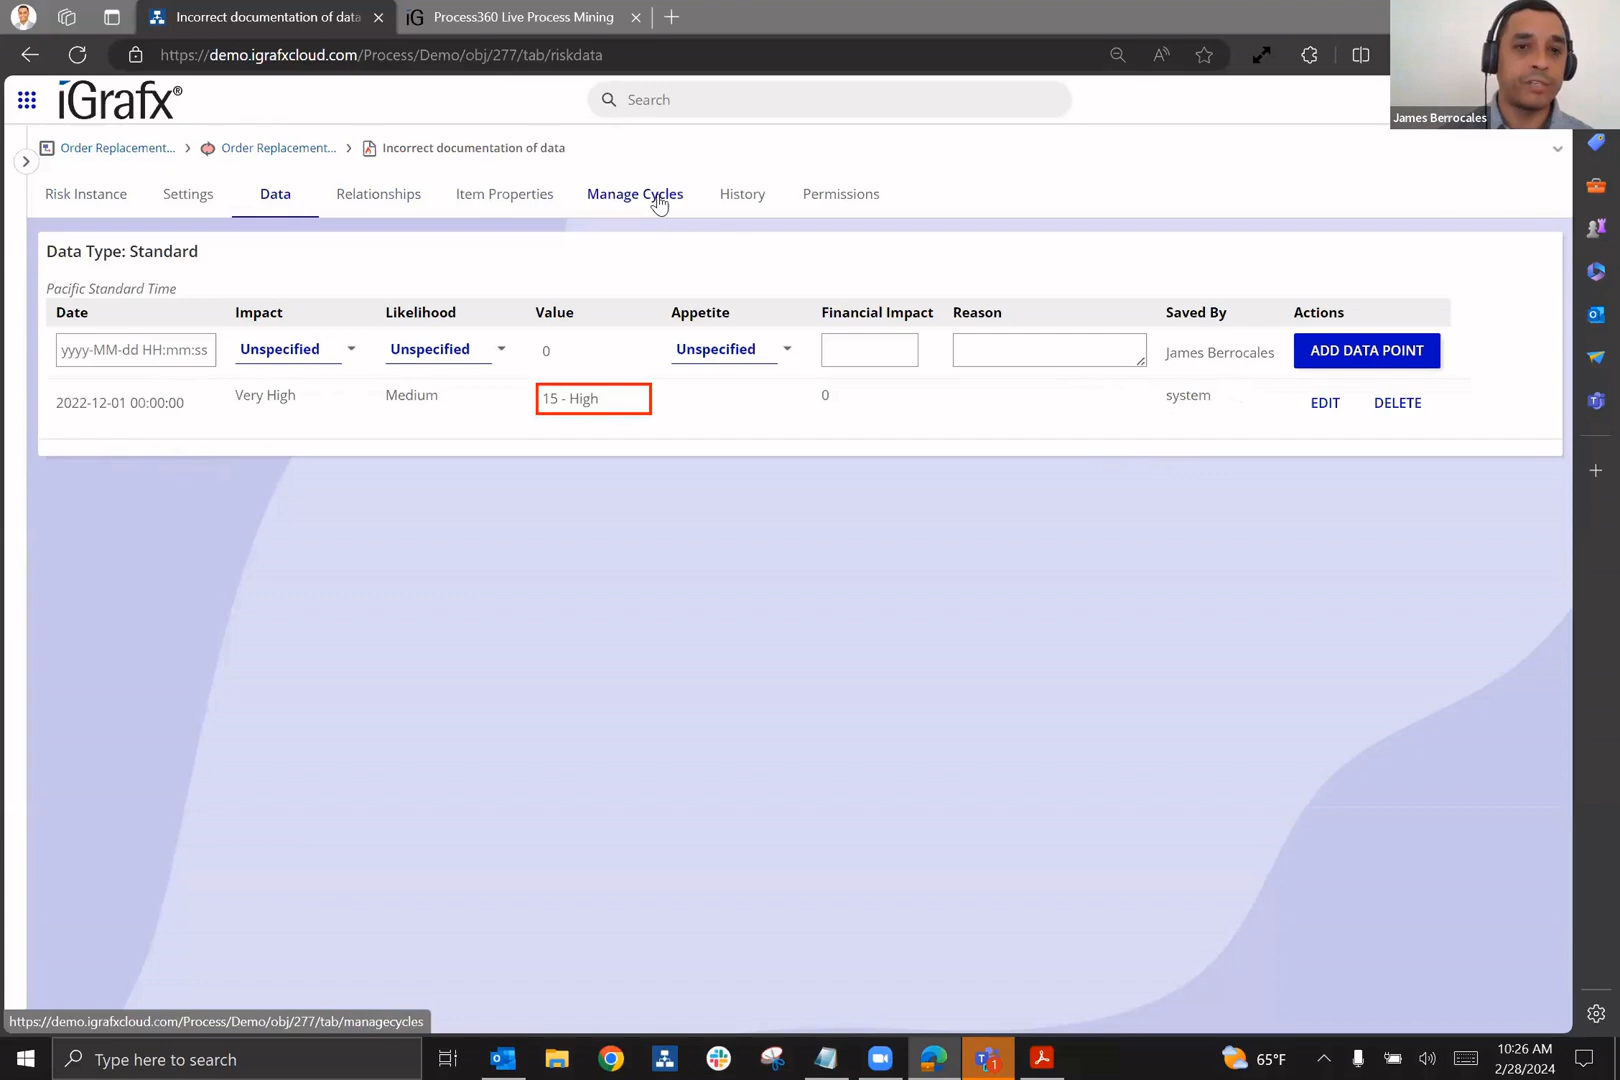 Incorrect documentation of data
Process360 Live Process Mining
https://demo.igrafxcloud.com/Process/Demo/obj/277/tab/riskdata
iGrafx®
Search
James Berrocales
Order Replacement... > Order Replacement... > Incorrect documentation of data
Risk Instance Settings Data Relationships Item Properties Manage Cycles History Permissions
Data Type: Standard
Pacific Standard Time
Date Impact Likelihood Value Appetite Financial Impact Reason Saved By Actions
yyyy-MM-dd HH:mm:ss Unspecified Unspecified 0 Unspecified James Berrocales ADD DATA POINT
2022-12-01 00:00:00 Very High Medium 15 - High 0 system EDIT DELETE
https://demo.igrafxcloud.com/Process/Demo/obj/277/tab/managecycles
Type here to search
65°F
10:26 AM
2/28/2024